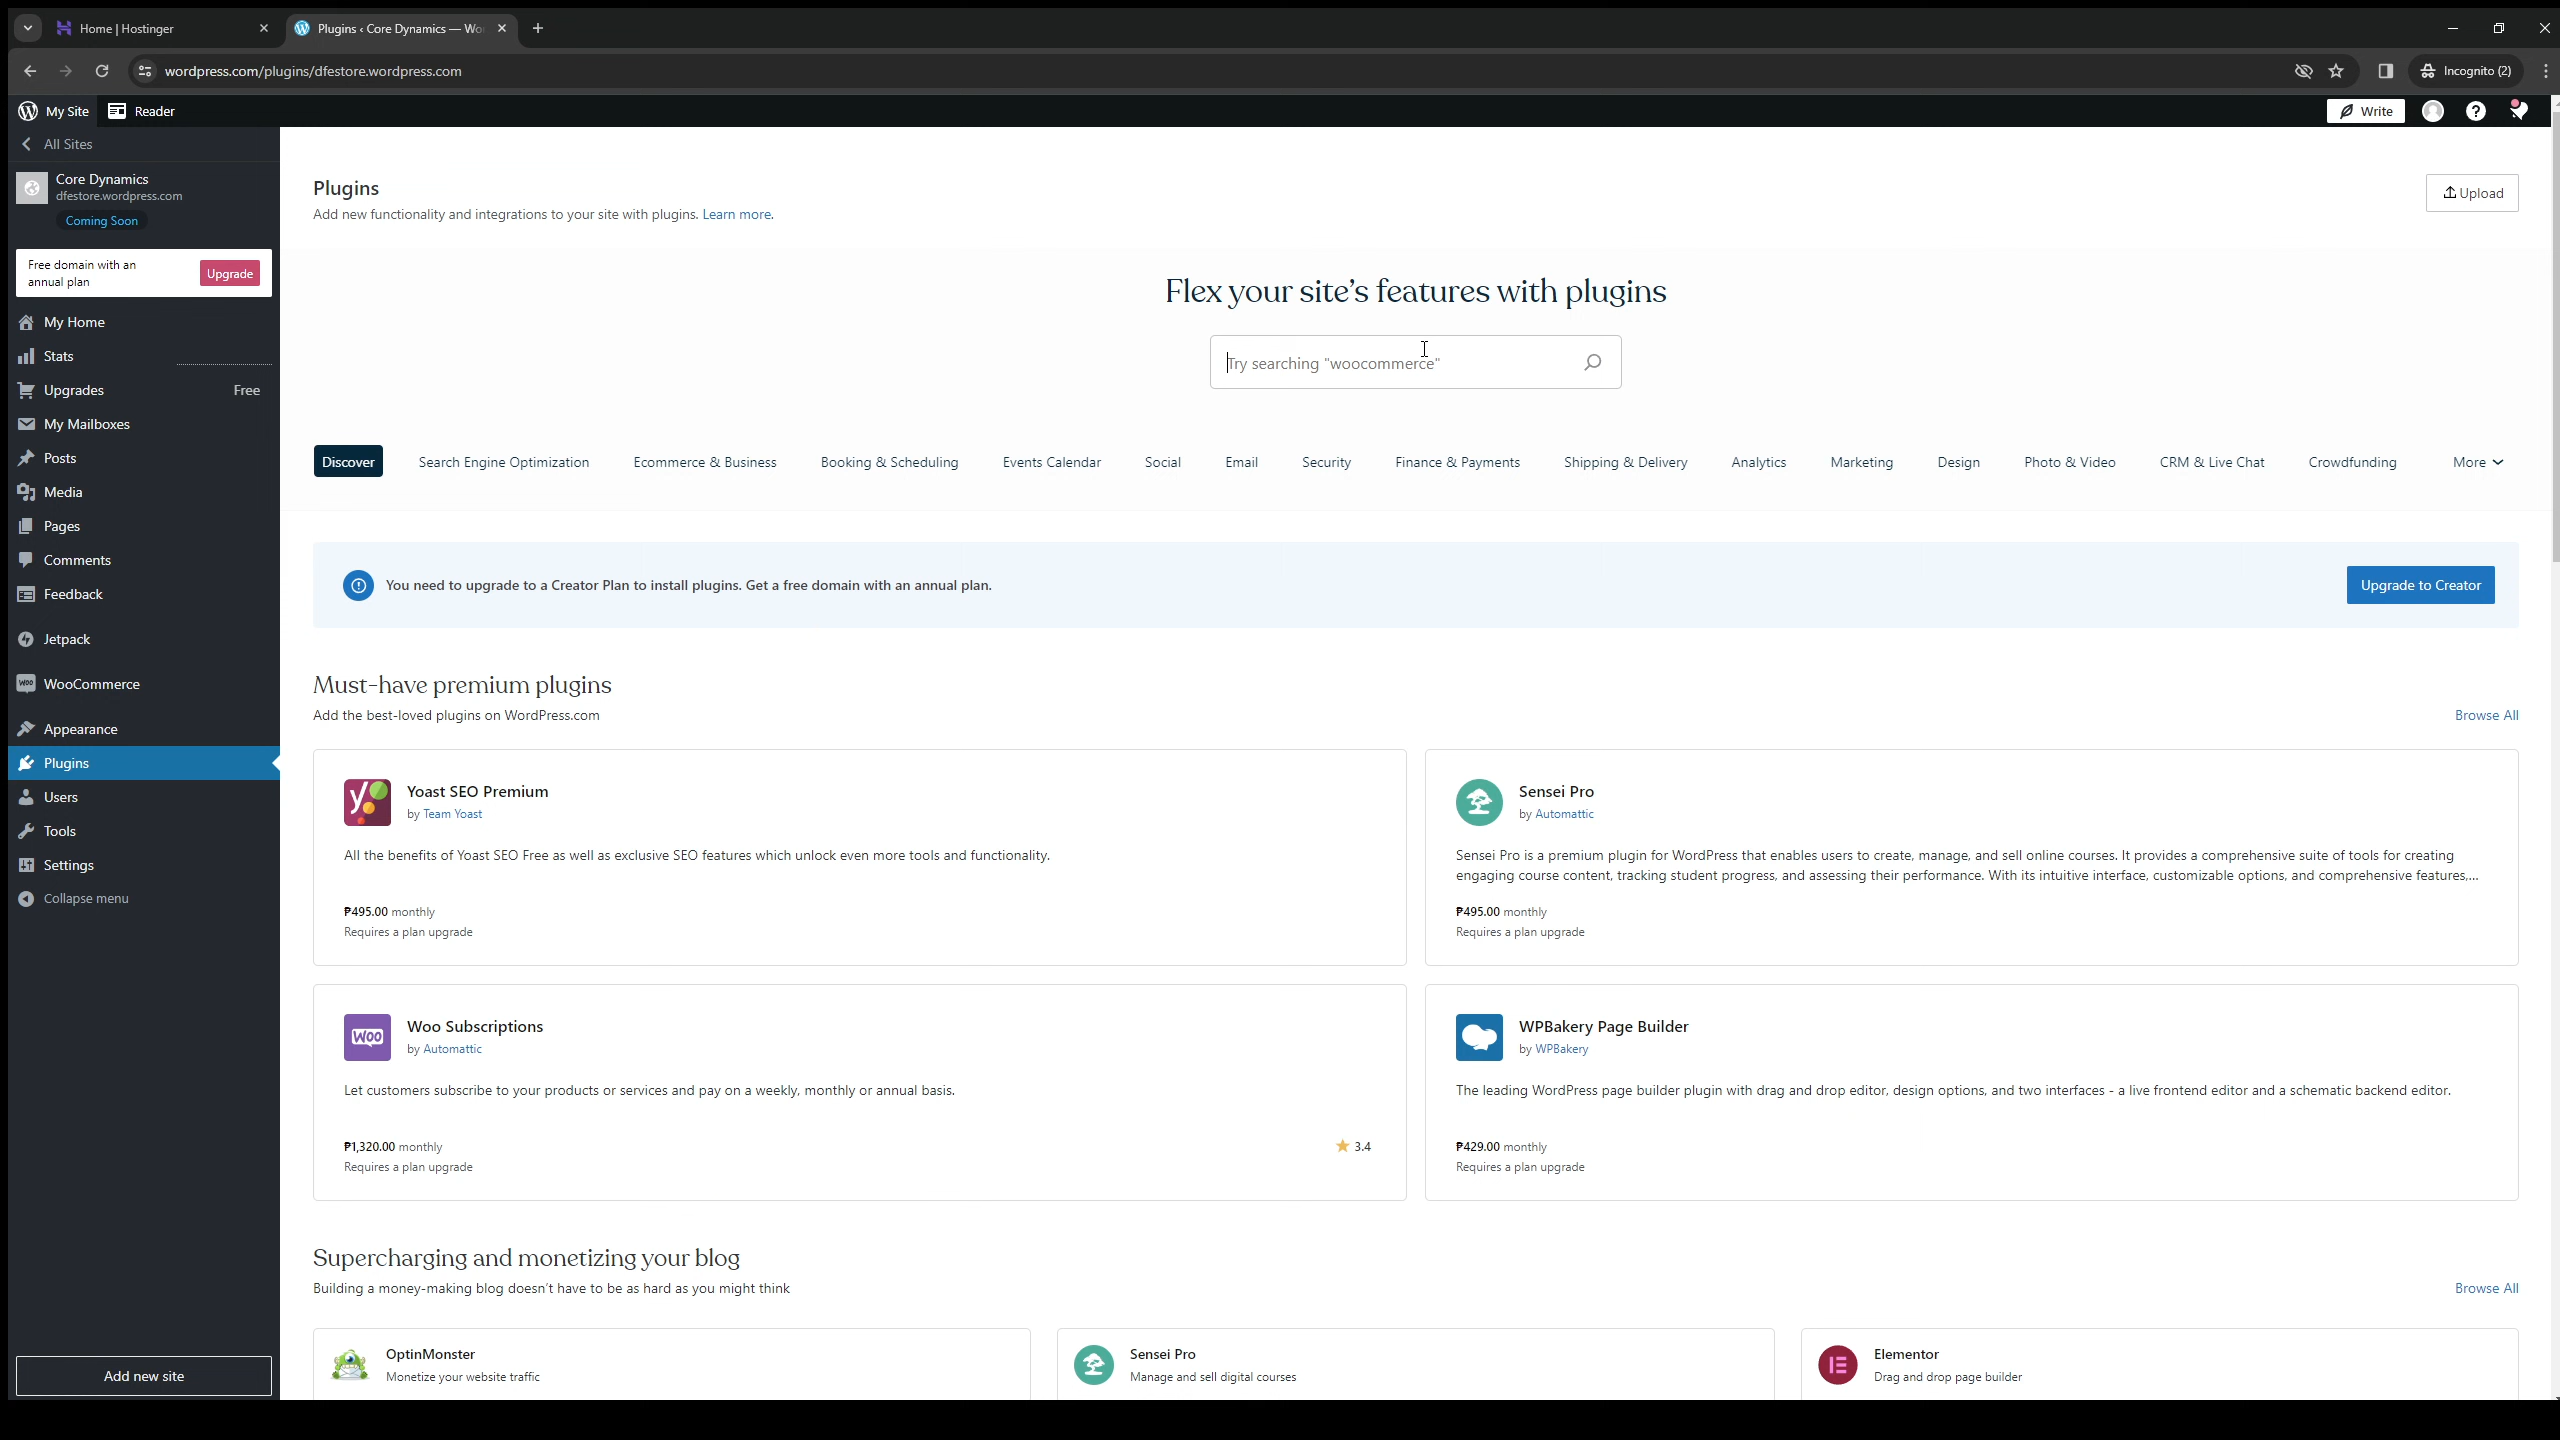 Home | Hostinger
Plugins ‹ Core Dynamics — Wo
wordpress.com/plugins/dfestore.wordpress.com
Incognito (2)
My Site
Reader
Write
All Sites
Core Dynamics
dfestore.wordpress.com
Coming Soon
Free domain with an
annual plan
Upgrade
My Home
Stats
Upgrades
Free
My Mailboxes
Posts
Media
Pages
Comments
Feedback
Jetpack
WooCommerce
Appearance
Plugins
Users
Tools
Settings
Collapse menu
Add new site
Plugins
Add new functionality and integrations to your site with plugins. Learn more.
Upload
Flex your site’s features with plugins
Try searching "woocommerce"
Discover
Search Engine Optimization
Ecommerce & Business
Booking & Scheduling
Events Calendar
Social
Email
Security
Finance & Payments
Shipping & Delivery
Analytics
Marketing
Design
Photo & Video
CRM & Live Chat
Crowdfunding
More
You need to upgrade to a Creator Plan to install plugins. Get a free domain with an annual plan.
Upgrade to Creator
Must-have premium plugins
Add the best-loved plugins on WordPress.com
Browse All
Yoast SEO Premium
by Team Yoast
All the benefits of Yoast SEO Free as well as exclusive SEO features which unlock even more tools and functionality.
₱495.00 monthly
Requires a plan upgrade
Sensei Pro
by Automattic
Sensei Pro is a premium plugin for WordPress that enables users to create, manage, and sell online courses. It provides a comprehensive suite of tools for creating
engaging course content, tracking student progress, and assessing their performance. With its intuitive interface, customizable options, and comprehensive features,...
₱495.00 monthly
Requires a plan upgrade
Woo
Woo Subscriptions
by Automattic
Let customers subscribe to your products or services and pay on a weekly, monthly or annual basis.
₱1,320.00 monthly
3.4
Requires a plan upgrade
WPBakery Page Builder
by WPBakery
The leading WordPress page builder plugin with drag and drop editor, design options, and two interfaces - a live frontend editor and a schematic backend editor.
₱429.00 monthly
Requires a plan upgrade
Supercharging and monetizing your blog
Building a money-making blog doesn’t have to be as hard as you might think
Browse All
OptinMonster
Monetize your website traffic
Sensei Pro
Manage and sell digital courses
Elementor
Drag and drop page builder